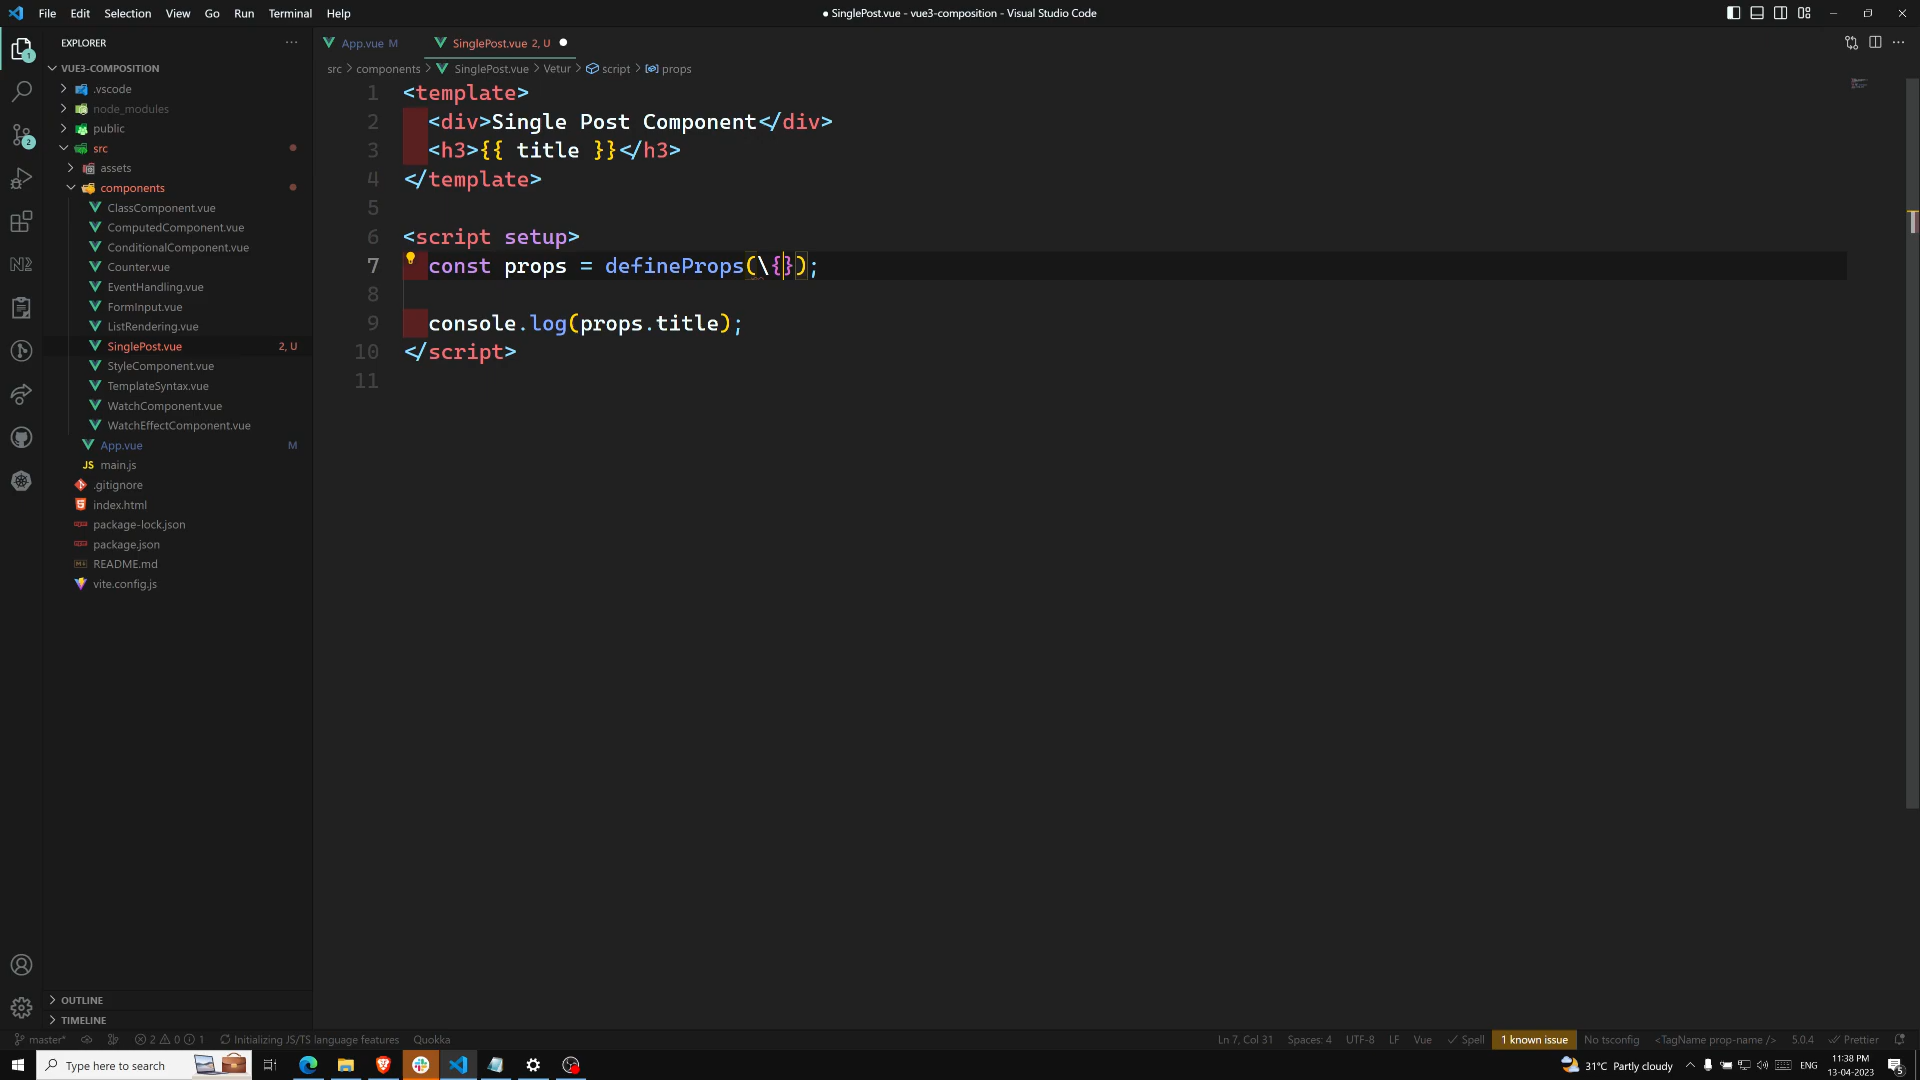 File Edit Selection View Go Run Terminal Help
● SinglePost.vue - vue3-composition - Visual Studio Code
EXPLORER
VUE3-COMPOSITION
.vscode
node_modules
public
src
assets
components
ClassComponent.vue
ComputedComponent.vue
ConditionalComponent.vue
Counter.vue
EventHandling.vue
FormInput.vue
ListRendering.vue
SinglePost.vue 2, U
StyleComponent.vue
TemplateSyntax.vue
WatchComponent.vue
WatchEffectComponent.vue
App.vue M
JS main.js
.gitignore
index.html
package-lock.json
package.json
README.md
vite.config.js
OUTLINE
TIMELINE
App.vue M SinglePost.vue 2, U
src > components > SinglePost.vue > Vetur > script > props
1 <template>
2 <div>Single Post Component</div>
3 <h3>{{ title }}</h3>
4 </template>
5
6 <script setup>
7 const props = defineProps(\{});
8
9 console.log(props.title);
10 </script>
11
master* 2 0 1 Initializing JS/TS language features Quokka Ln 7, Col 31 Spaces: 4 UTF-8 LF Vue Spell 1 known issue No tsconfig <TagName prop-name /> 5.0.4 Prettier
Type here to search 31°C Partly cloudy ENG 11:38 PM
13-04-2023 5